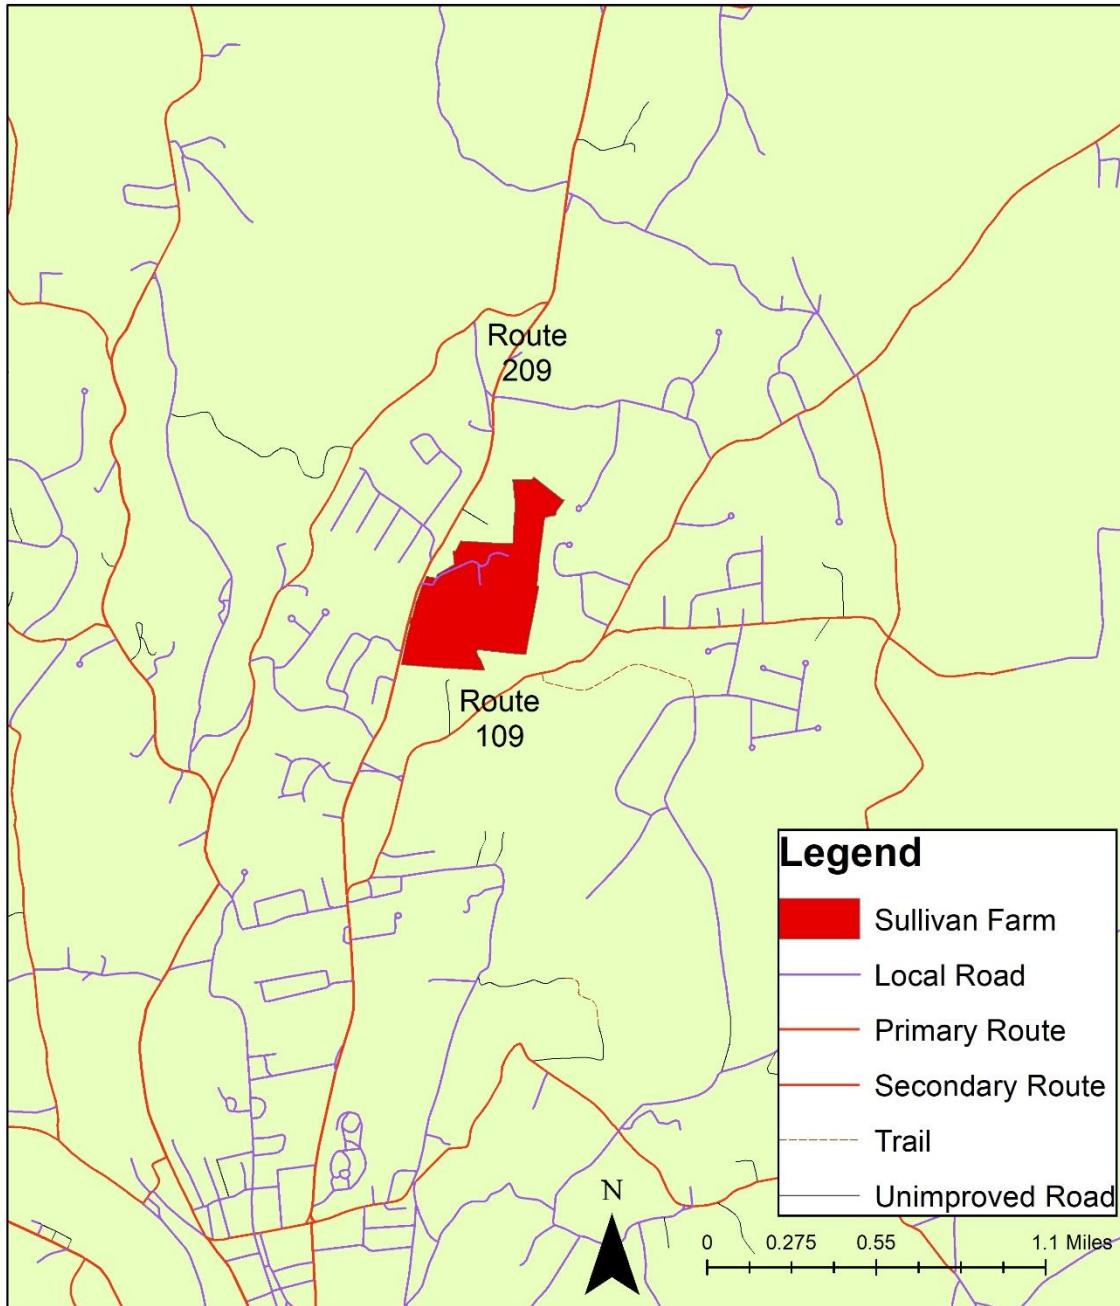 Route
209
Route
109
Legend
Sullivan Farm
Local Road
Primary Route
Secondary Route
Trail
Unimproved Road
N
0 0.275 0.55 1.1 Miles